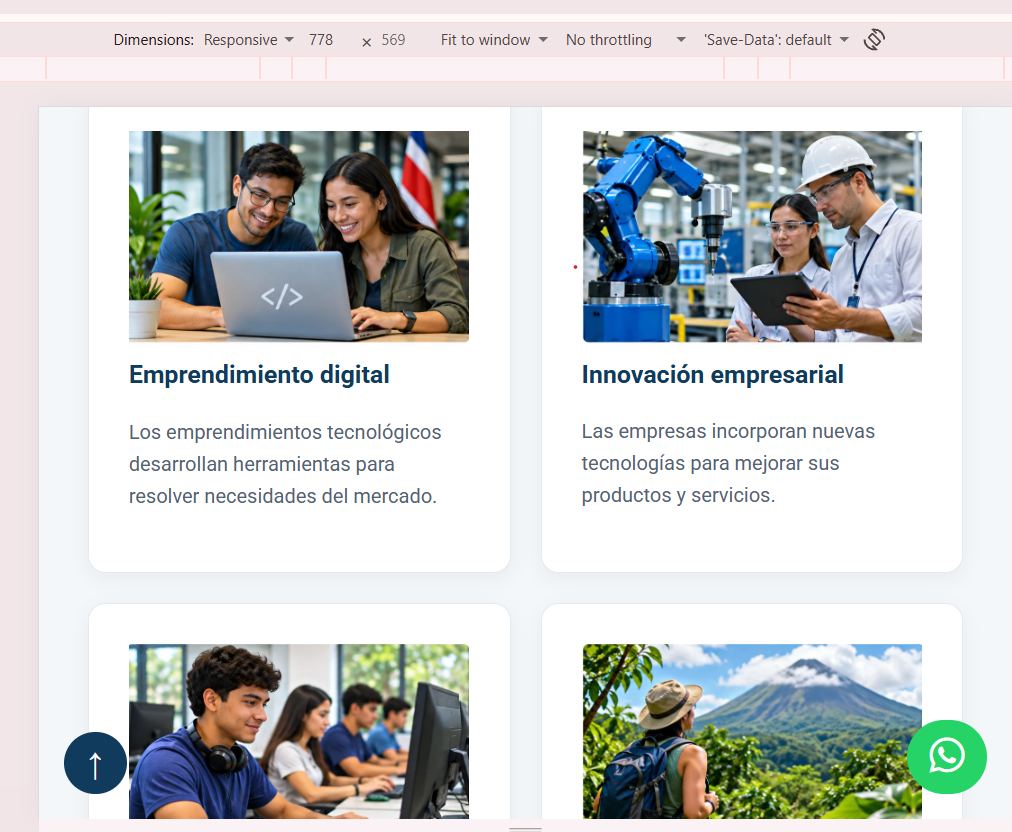 Dimensions: Responsive 778 × 569 Fit to window No throttling 'Save-Data': default
</>
Emprendimiento digital
Los emprendimientos tecnológicos
desarrollan herramientas para
resolver necesidades del mercado.
Innovación empresarial
Las empresas incorporan nuevas
tecnologías para mejorar sus
productos y servicios.
↑